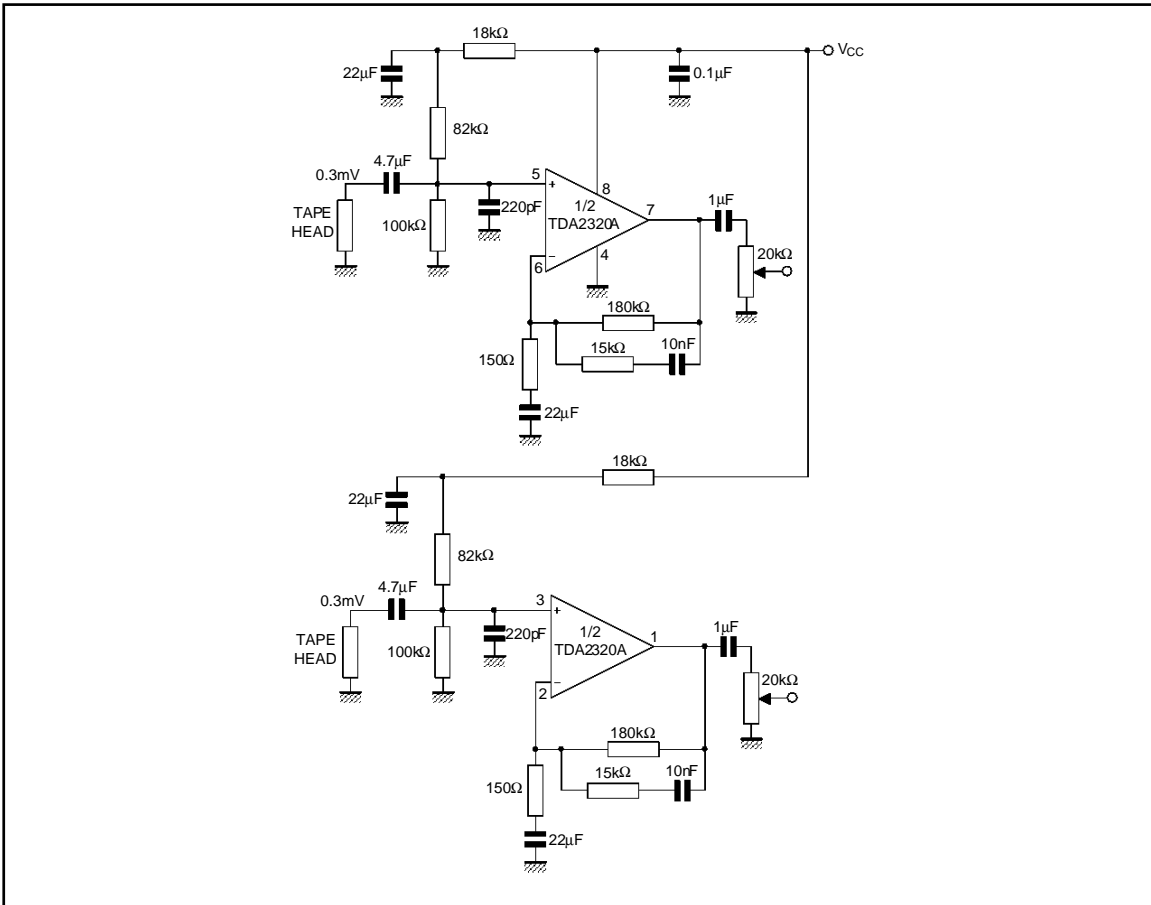 18kΩ
VCC
22µF
0.1µF
82kΩ
4.7µF
0.3mV
5
+
8
1/2
TDA2320A
7
1µF
220pF
TAPE
HEAD
100kΩ
20kΩ
4
−
6
180kΩ
10nF
15kΩ
150Ω
22µF
18kΩ
22µF
82kΩ
4.7µF
0.3mV
3
+
1/2
TDA2320A
1
1µF
220pF
TAPE
HEAD
100kΩ
20kΩ
−
2
180kΩ
10nF
15kΩ
150Ω
22µF